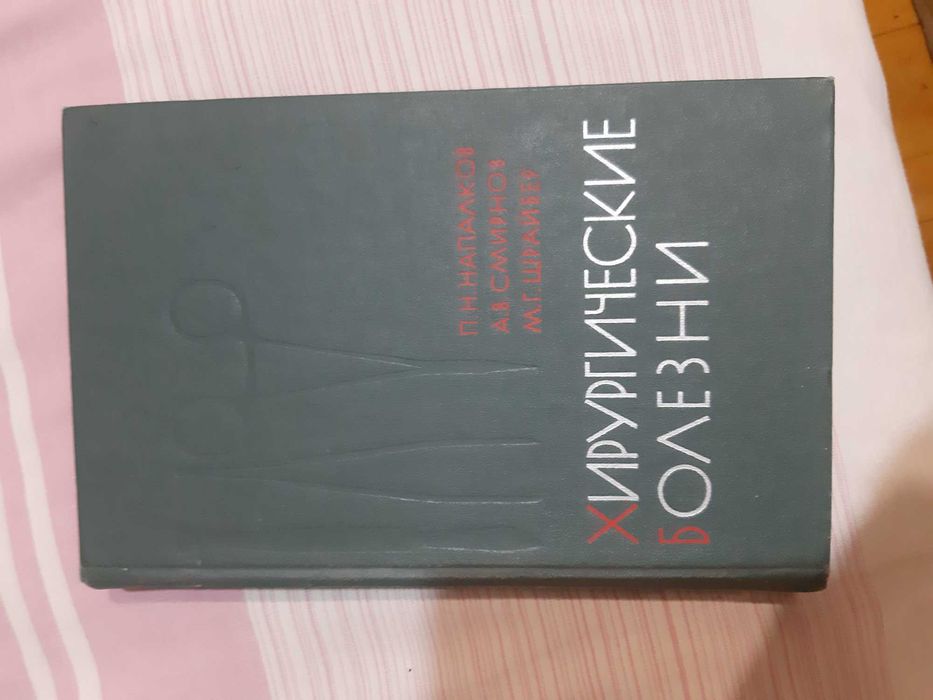 П.Н.НАПАЛКОВ
А.В.СМИРНОВ
М.Г.ШРАЙБЕР
ХИРУРГИЧЕСКИЕ
БОЛЕЗНИ